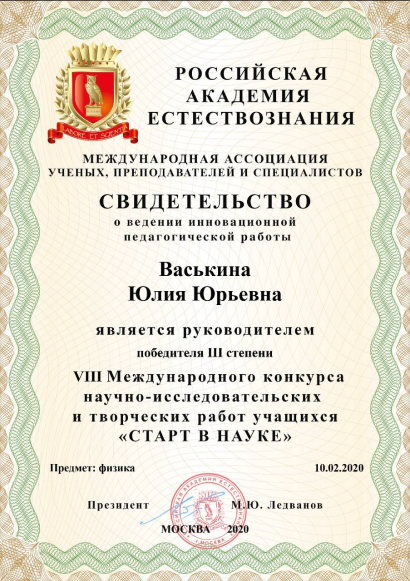 РОССИЙСКАЯ
АКАДЕМИЯ
ЕСТЕСТВОЗНАНИЯ
LABORE ET SCIENTIA
МЕЖДУНАРОДНАЯ АССОЦИАЦИЯ
УЧЕНЫХ, ПРЕПОДАВАТЕЛЕЙ И СПЕЦИАЛИСТОВ
СВИДЕТЕЛЬСТВО
о ведении инновационной
педагогической работы
Васькина
Юлия Юрьевна
является руководителем
победителя III степени
VIII Международного конкурса
научно-исследовательских
и творческих работ учащихся
«СТАРТ В НАУКЕ»
Предмет: физика 10.02.2020
Президент М.Ю. Ледванов
МОСКВА 2020